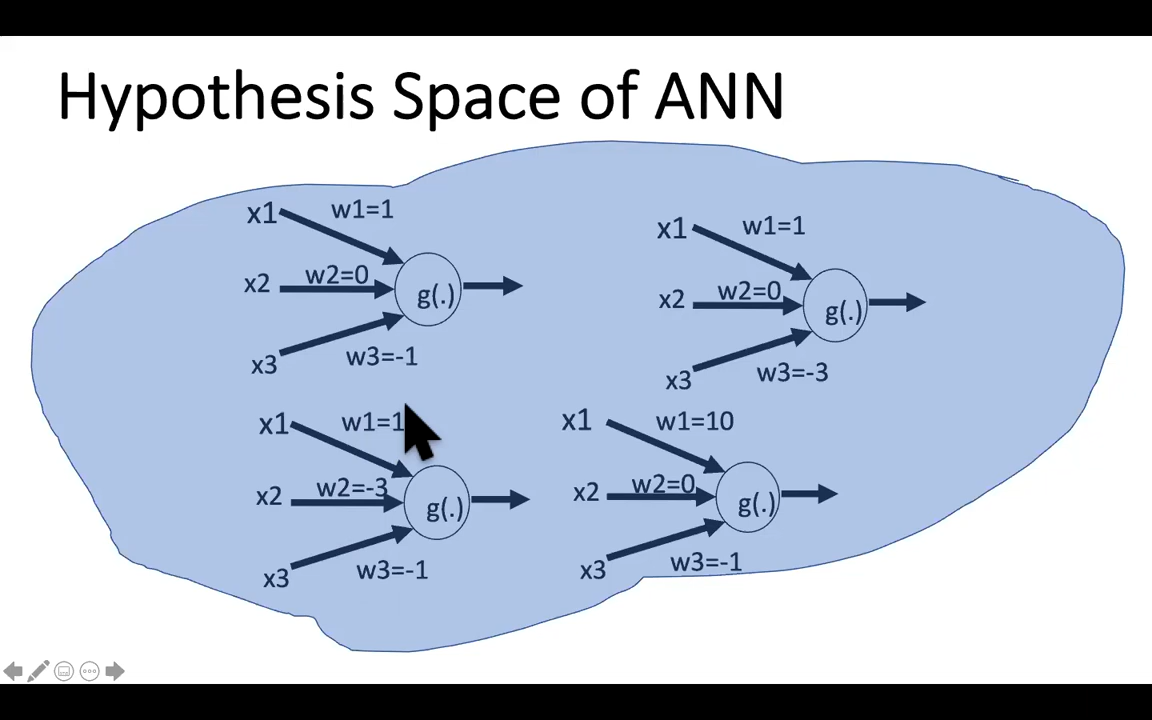 Hypothesis Space of ANN
x1
w1=1
x2
w2=0
g(.)
x3
w3=-1
x1
w1=1
x2
w2=0
g(.)
x3
w3=-3
x1
w1=1
x2
w2=-3
g(.)
x3
w3=-1
x1
w1=10
x2
w2=0
g(.)
x3
w3=-1